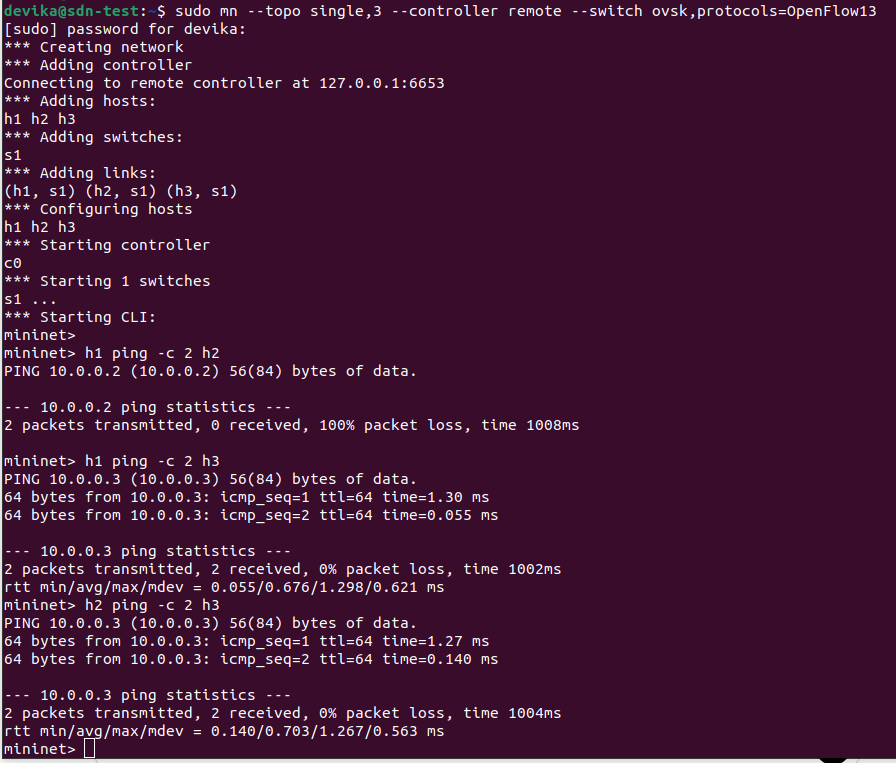 devika@sdn-test:~$ sudo mn --topo single,3 --controller remote --switch ovsk,protocols=OpenFlow13
[sudo] password for devika:
*** Creating network
*** Adding controller
Connecting to remote controller at 127.0.0.1:6653
*** Adding hosts:
h1 h2 h3
*** Adding switches:
s1
*** Adding links:
(h1, s1) (h2, s1) (h3, s1)
*** Configuring hosts
h1 h2 h3
*** Starting controller
c0
*** Starting 1 switches
s1 ...
*** Starting CLI:
mininet>
mininet> h1 ping -c 2 h2
PING 10.0.0.2 (10.0.0.2) 56(84) bytes of data.
--- 10.0.0.2 ping statistics ---
2 packets transmitted, 0 received, 100% packet loss, time 1008ms
mininet> h1 ping -c 2 h3
PING 10.0.0.3 (10.0.0.3) 56(84) bytes of data.
64 bytes from 10.0.0.3: icmp_seq=1 ttl=64 time=1.30 ms
64 bytes from 10.0.0.3: icmp_seq=2 ttl=64 time=0.055 ms
--- 10.0.0.3 ping statistics ---
2 packets transmitted, 2 received, 0% packet loss, time 1002ms
rtt min/avg/max/mdev = 0.055/0.676/1.298/0.621 ms
mininet> h2 ping -c 2 h3
PING 10.0.0.3 (10.0.0.3) 56(84) bytes of data.
64 bytes from 10.0.0.3: icmp_seq=1 ttl=64 time=1.27 ms
64 bytes from 10.0.0.3: icmp_seq=2 ttl=64 time=0.140 ms
--- 10.0.0.3 ping statistics ---
2 packets transmitted, 2 received, 0% packet loss, time 1004ms
rtt min/avg/max/mdev = 0.140/0.703/1.267/0.563 ms
mininet>